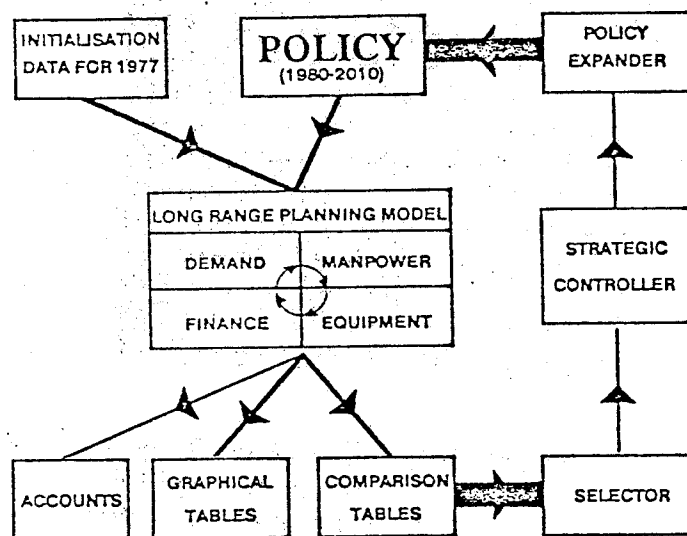 INITIALISATION
DATA FOR 1977
POLICY
(1980-2010)
POLICY
EXPANDER
LONG RANGE PLANNING MODEL
DEMAND
MANPOWER
FINANCE
EQUIPMENT
STRATEGIC
CONTROLLER
ACCOUNTS
GRAPHICAL
TABLES
COMPARISON
TABLES
SELECTOR